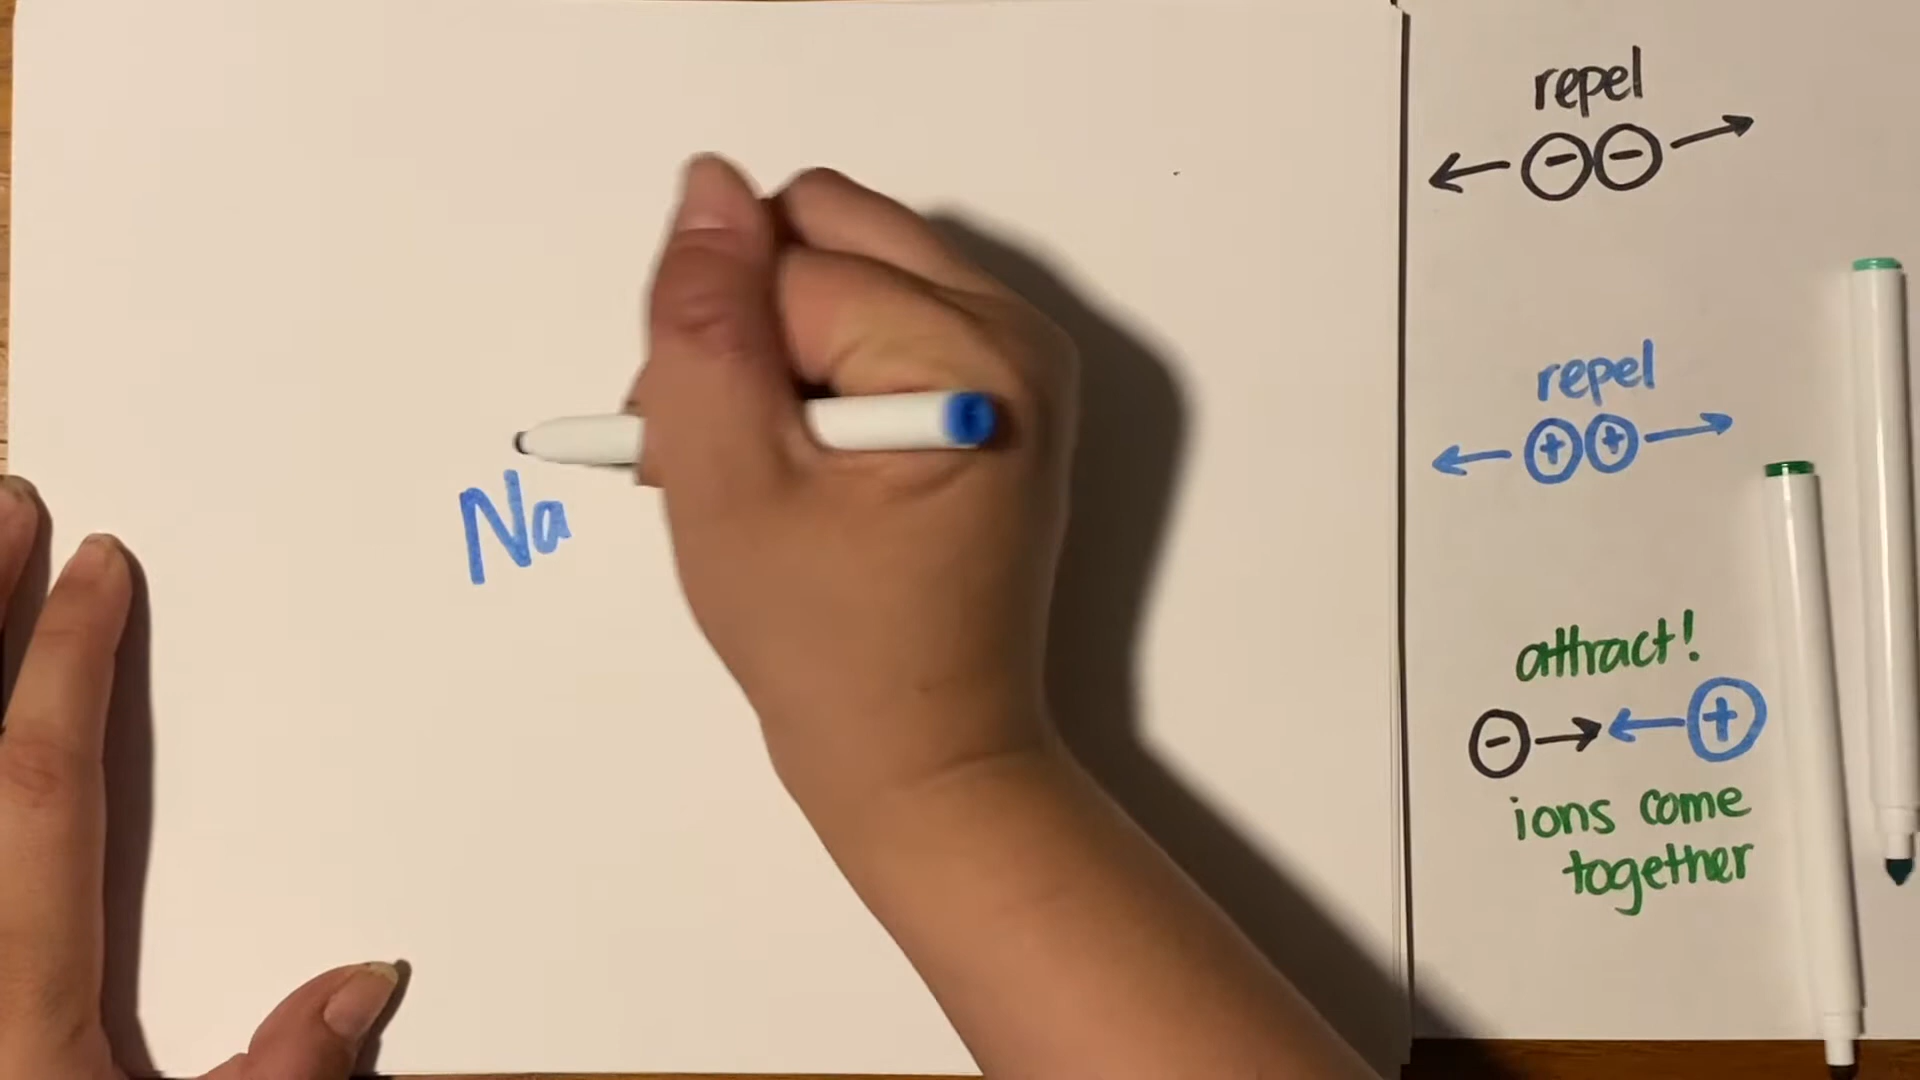 Na
repel
− −
repel
+ +
attract!
− +
ions come
together